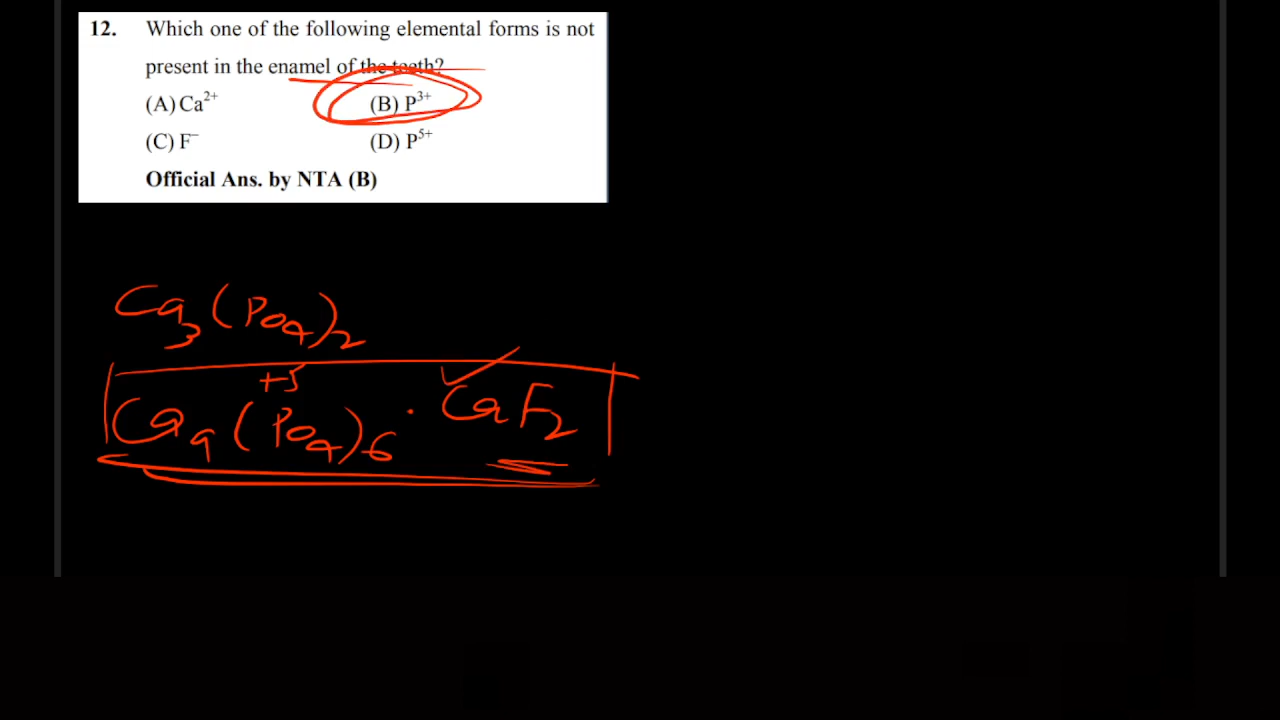 12. Which one of the following elemental forms is not
present in the enamel of the teeth?
(A) Ca²⁺ (B) P³⁺
(C) F⁻ (D) P⁵⁺
Official Ans. by NTA (B)
Ca₃(PO₄)₂
+5
Ca₉(PO₄)₆ · CaF₂